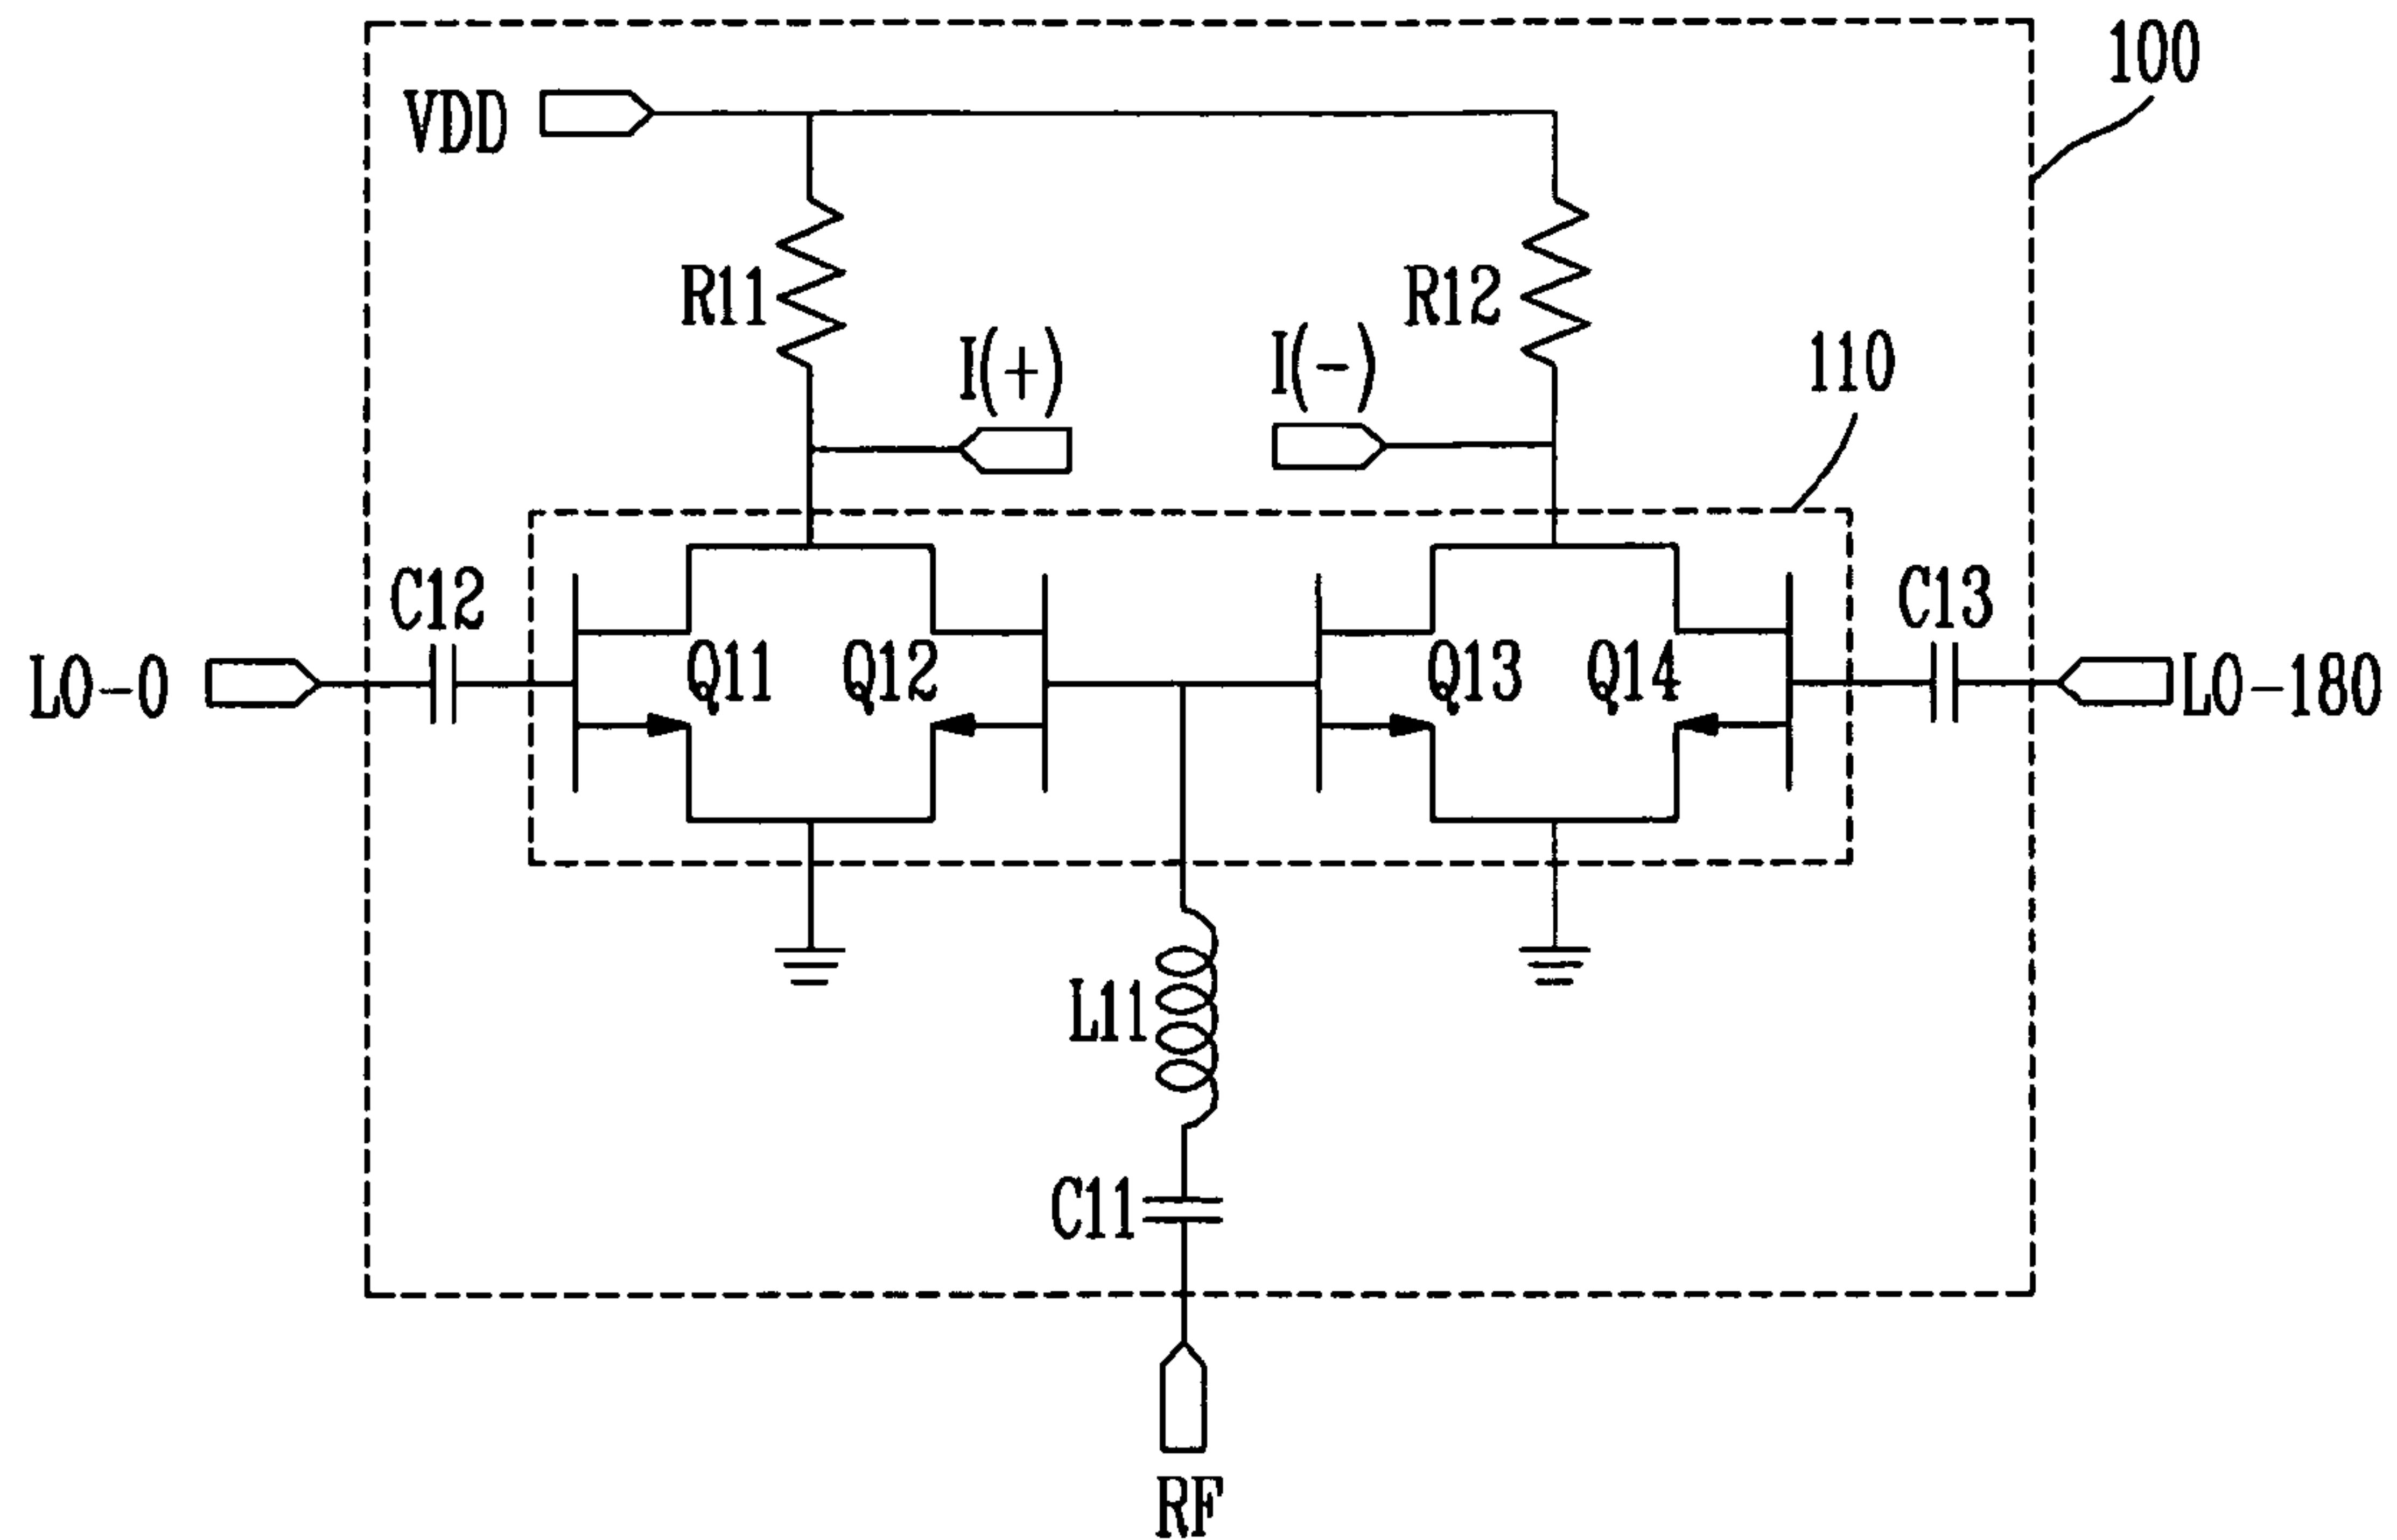 100
VDD
R11
R12
I(+)
I(-)
110
C12
C13
Q11
Q12
Q13
Q14
LO-0
LO-180
L11
C11
RF